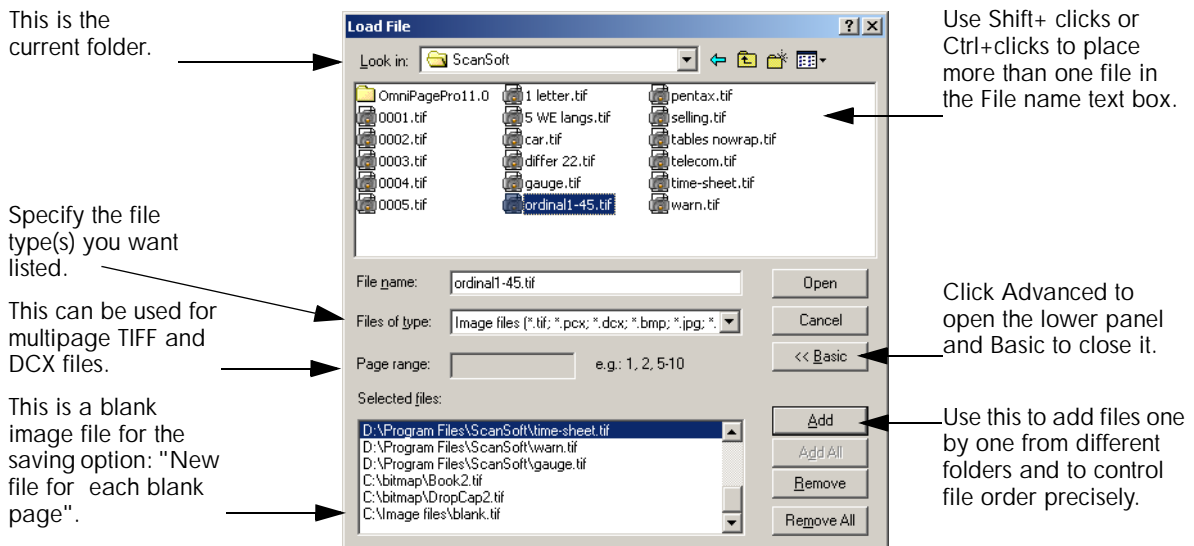 This is the
current folder.
Specify the file
type(s) you want
listed.
This can be used for
multipage TIFF and
DCX files.
This is a blank
image file for the
saving option: "New
file for each blank
page".
Load File
Look in: ScanSoft
OmniPagePro11.0 1 letter.tif pentax.tif
0001.tif 5 WE langs.tif selling.tif
0002.tif car.tif tables nowrap.tif
0003.tif differ 22.tif telecom.tif
0004.tif gauge.tif time-sheet.tif
0005.tif ordinal1-45.tif warn.tif
File name: ordinal1-45.tif Open
Files of type: Image files (*.tif; *.pcx; *.dcx; *.bmp; *.jpg; *. Cancel
Page range: e.g.: 1, 2, 5-10 << Basic
Selected files:
D:\Program Files\ScanSoft\time-sheet.tif
D:\Program Files\ScanSoft\warn.tif
D:\Program Files\ScanSoft\gauge.tif
C:\bitmap\Book2.tif
C:\bitmap\DropCap2.tif
C:\Image files\blank.tif
Add
Add All
Remove
Remove All
Use Shift+ clicks or
Ctrl+clicks to place
more than one file in
the File name text box.
Click Advanced to
open the lower panel
and Basic to close it.
Use this to add files one
by one from different
folders and to control
file order precisely.